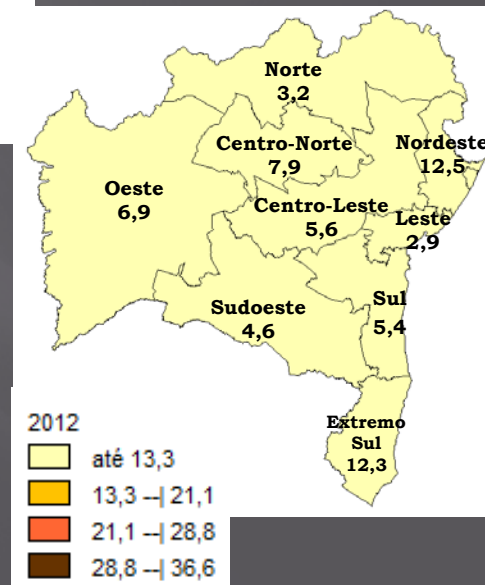 Norte
3,2
Centro-Norte
7,9
Nordeste
12,5
Oeste
6,9
Centro-Leste
5,6
Leste
2,9
Sudoeste
4,6
Sul
5,4
Extremo
Sul
12,3
2012
até 13,3
13,3 --| 21,1
21,1 --| 28,8
28,8 --| 36,6